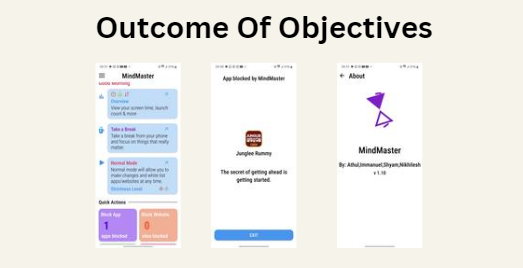 Outcome Of Objectives
MindMaster
Good Morning
Overview
View your screen time, launch
count & more
Take a Break
Take a break from your phone
and focus on things that really
matter.
Normal Mode
Normal mode will allow you to
make changes and white list
apps/websites at any time.
Strictness Level
Quick Actions
Block App
1
apps blocked
Block Website
0
sites blocked
App blocked by MindMaster
Junglee Rummy
The secret of getting ahead is
getting started.
EXIT
About
MindMaster
By: Athul,Immanuel,Shyam,Nikhilesh
v 1.10